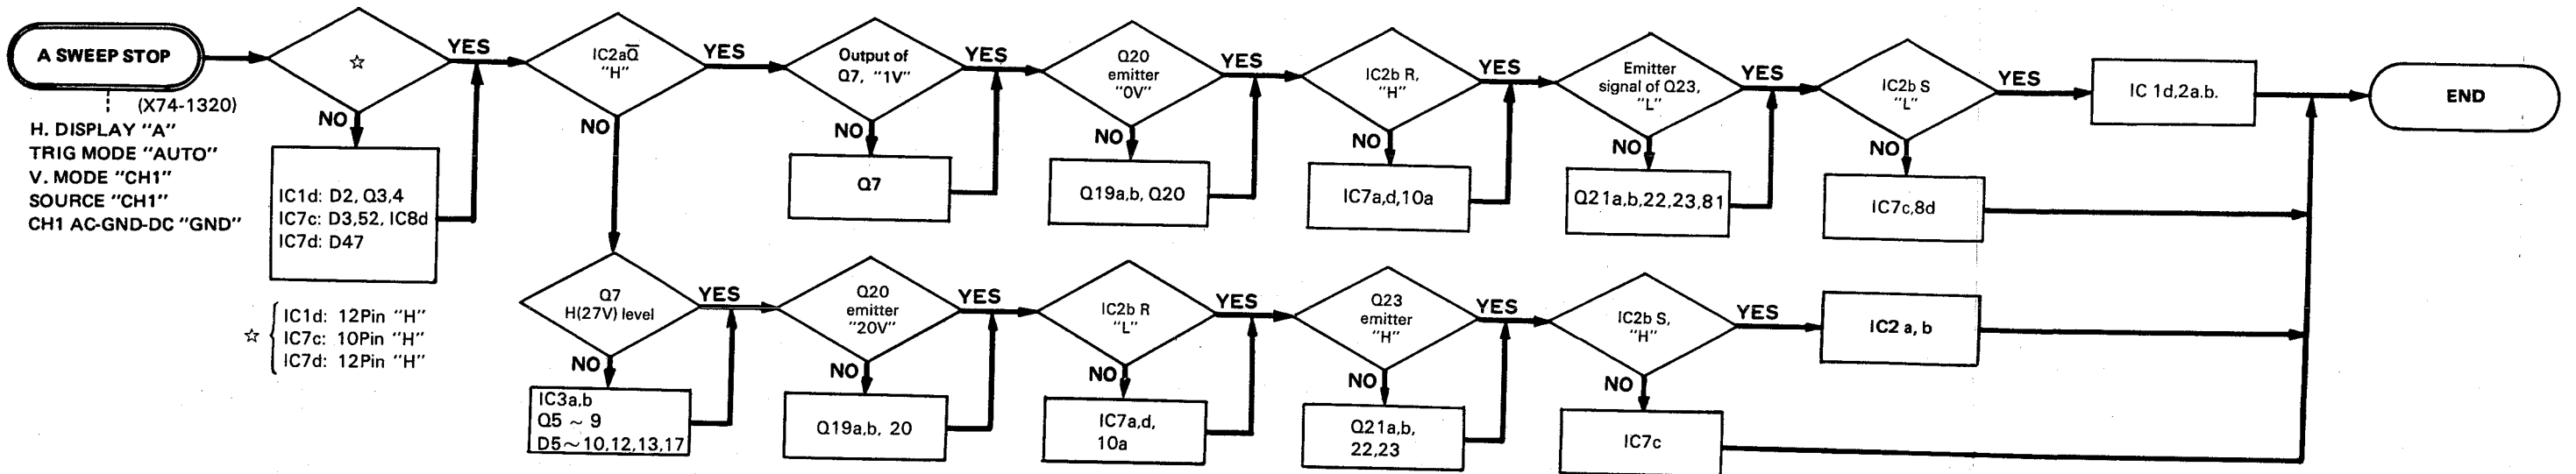 A SWEEP STOP
(X74-1320)
H. DISPLAY "A"
TRIG MODE "AUTO"
V. MODE "CH1"
SOURCE "CH1"
CH1 AC-GND-DC "GND"
☆
YES
NO
IC1d: D2, Q3,4
IC7c: D3,52, IC8d
IC7d: D47
☆
IC1d: 12Pin "H"
IC7c: 10Pin "H"
IC7d: 12Pin "H"
IC2aQ̅
"H"
YES
NO
Output of
Q7, "1V"
YES
NO
Q7
Q20
emitter
"0V"
YES
NO
Q19a,b, Q20
IC2b R,
"H"
YES
NO
IC7a,d,10a
Emitter
signal of Q23,
"L"
YES
NO
Q21a,b,22,23,81
IC2b S
"L"
YES
NO
IC7c,8d
IC 1d,2a.b.
END
Q7
H(27V) level
YES
NO
IC3a,b
Q5 ~ 9
D5~10,12,13,17
Q20
emitter
"20V"
YES
NO
Q19a,b, 20
IC2b R
"L"
YES
NO
IC7a,d,
10a
Q23
emitter
"H"
YES
NO
Q21a,b,
22,23
IC2b S,
"H"
YES
NO
IC7c
IC2 a, b